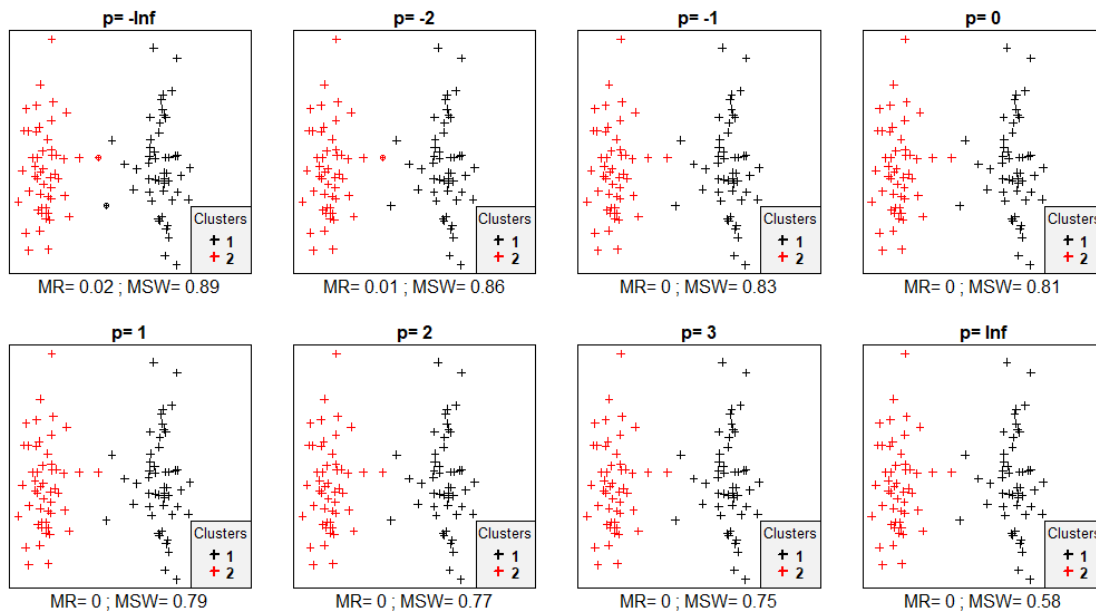 p= -Inf
p= -2
p= -1
p= 0
Clusters
1
2
Clusters
1
2
Clusters
1
2
Clusters
1
2
MR= 0.02 ; MSW= 0.89
MR= 0.01 ; MSW= 0.86
MR= 0 ; MSW= 0.83
MR= 0 ; MSW= 0.81
p= 1
p= 2
p= 3
p= Inf
Clusters
1
2
Clusters
1
2
Clusters
1
2
Clusters
1
2
MR= 0 ; MSW= 0.79
MR= 0 ; MSW= 0.77
MR= 0 ; MSW= 0.75
MR= 0 ; MSW= 0.58